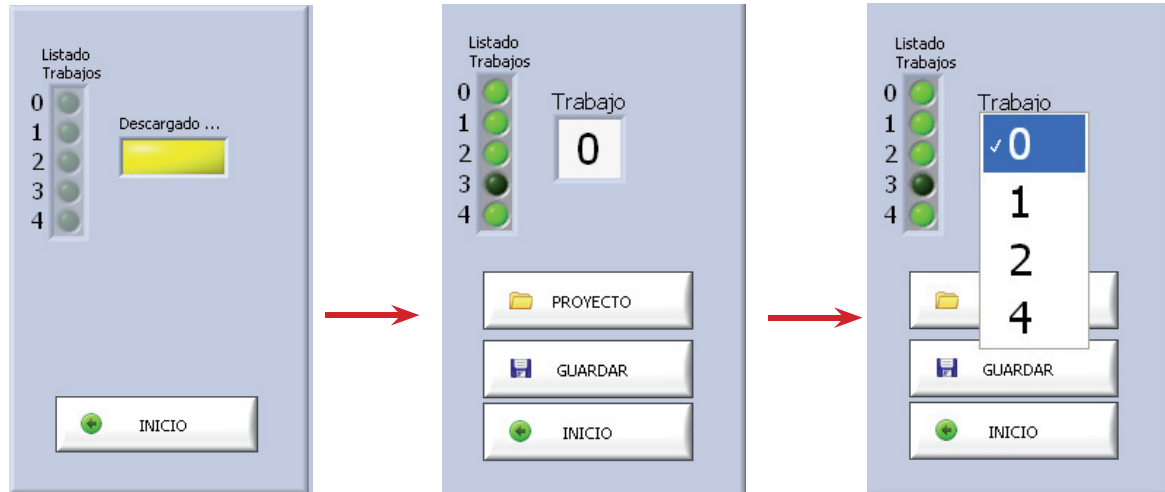 Listado
Trabajos
0
1
2
3
4
Descargado ...
INICIO
Listado
Trabajos
0
1
2
3
4
Trabajo
0
PROYECTO
GUARDAR
INICIO
Listado
Trabajos
0
1
2
3
4
Trabajo
✓0
1
2
4
GUARDAR
INICIO